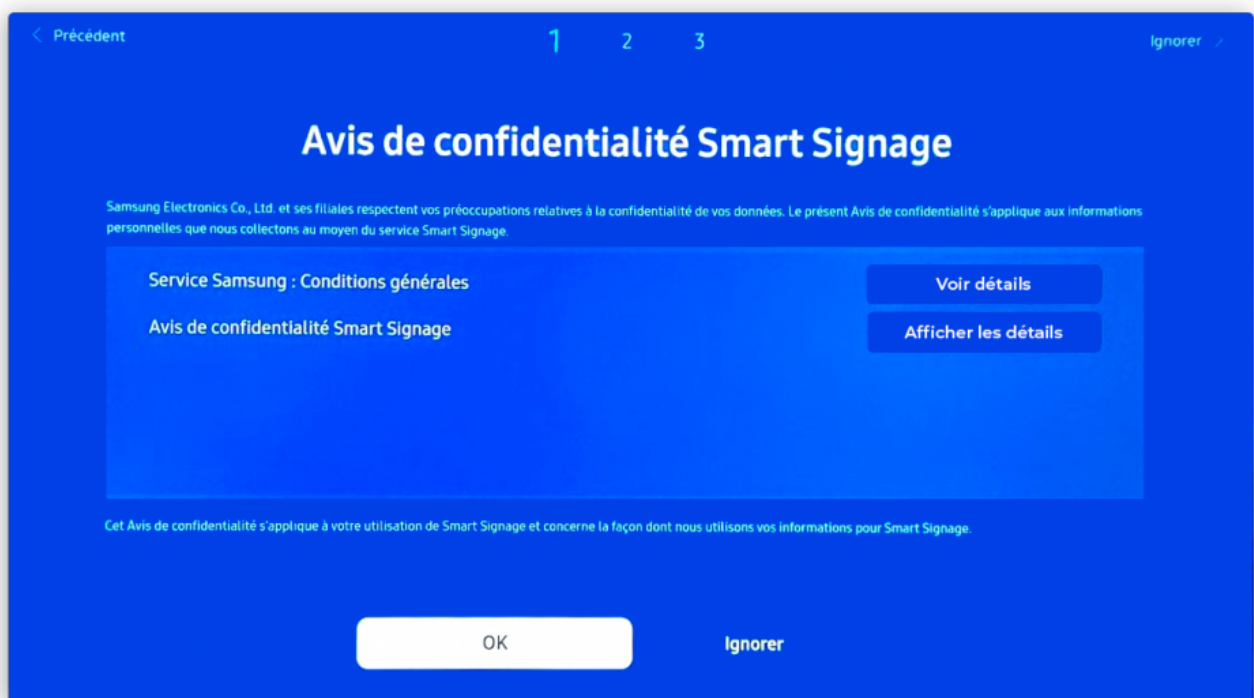 Précédent
1 2 3
Ignorer
Avis de confidentialité Smart Signage
Samsung Electronics Co., Ltd. et ses filiales respectent vos préoccupations relatives à la confidentialité de vos données. Le présent Avis de confidentialité s'applique aux informations
personnelles que nous collectons au moyen du service Smart Signage.
Service Samsung : Conditions générales
Voir détails
Avis de confidentialité Smart Signage
Afficher les détails
Cet Avis de confidentialité s'applique à votre utilisation de Smart Signage et concerne la façon dont nous utilisons vos informations pour Smart Signage.
OK
Ignorer